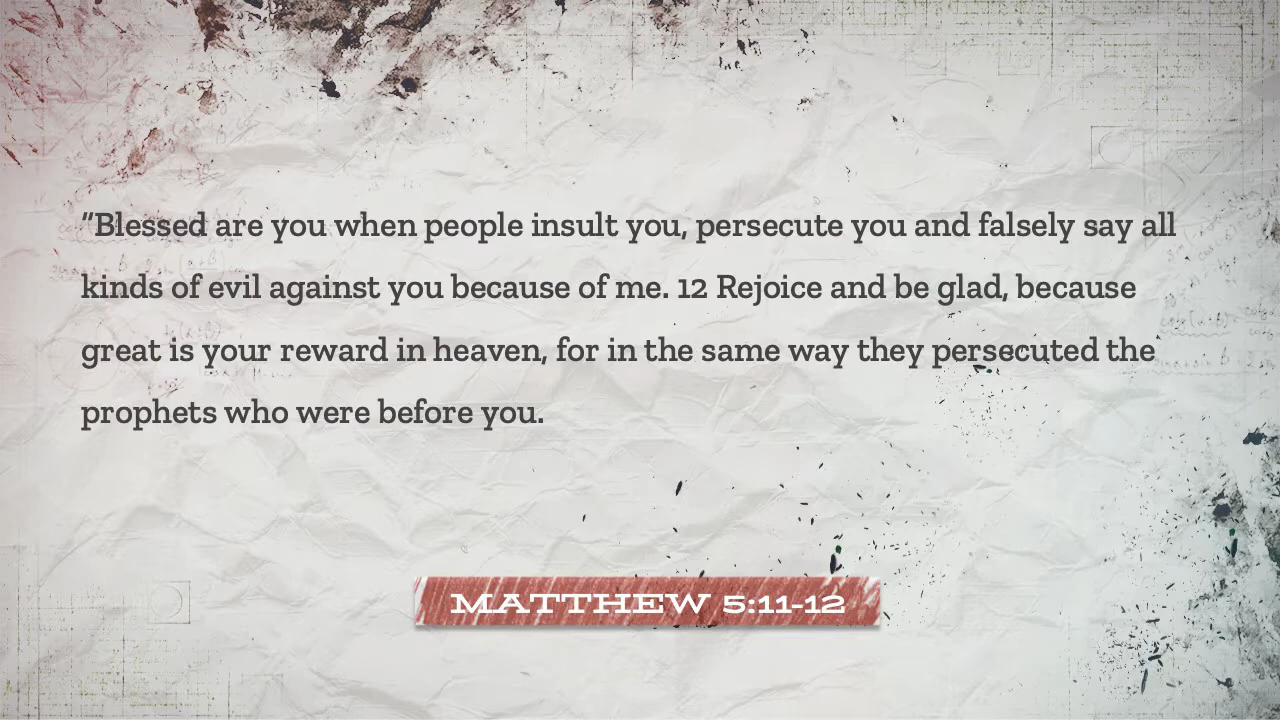 “Blessed are you when people insult you, persecute you and falsely say all
kinds of evil against you because of me. 12 Rejoice and be glad, because
great is your reward in heaven, for in the same way they persecuted the
prophets who were before you.
MATTHEW 5:11-12